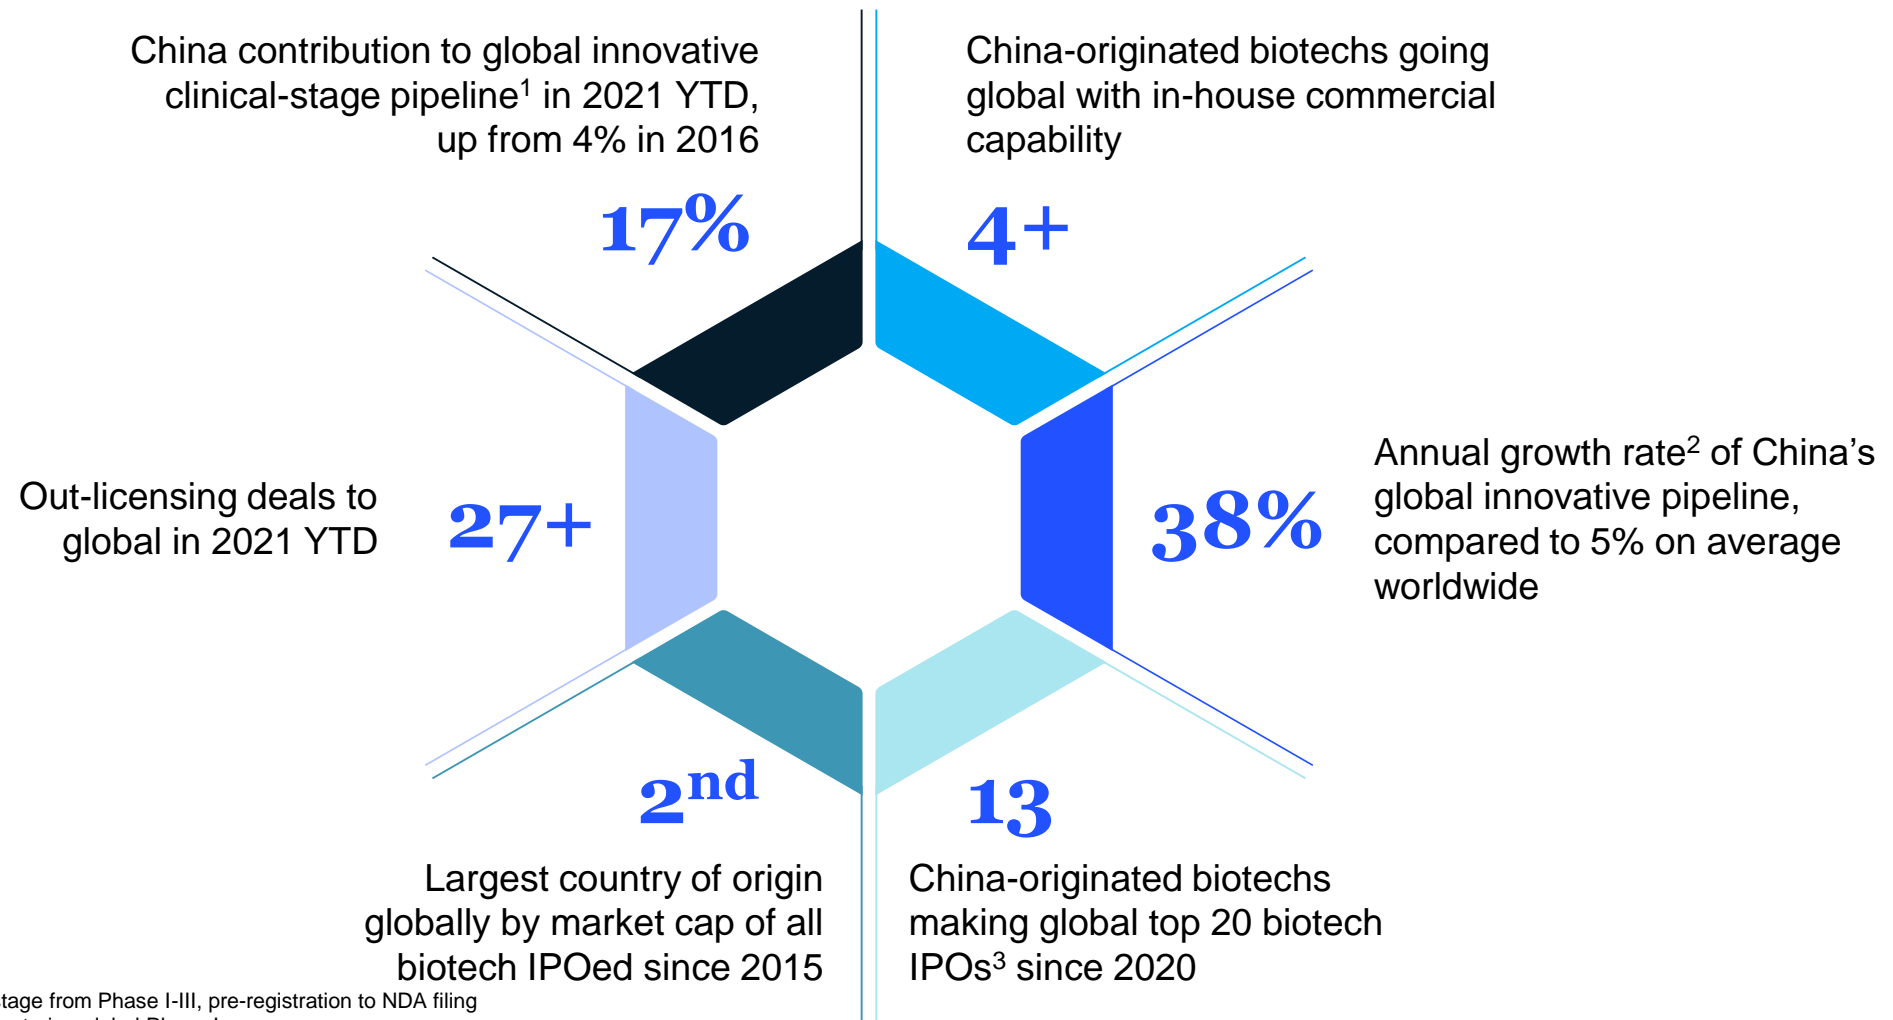 China contribution to global innovative
clinical-stage pipeline¹ in 2021 YTD,
up from 4% in 2016
17%
China-originated biotechs going
global with in-house commercial
capability
4+
Out-licensing deals to
global in 2021 YTD
27+
38%
Annual growth rate² of China’s
global innovative pipeline,
compared to 5% on average
worldwide
2nd
Largest country of origin
globally by market cap of all
biotech IPOed since 2015
13
China-originated biotechs
making global top 20 biotech
IPOs³ since 2020
from Phase I-III, pre-registration to NDA filing